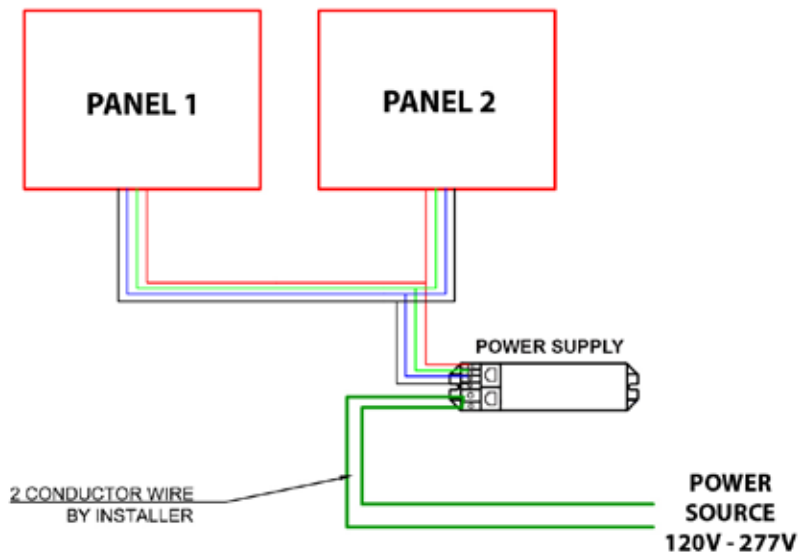 PANEL 1
PANEL 2
POWER SUPPLY
2 CONDUCTOR WIRE
BY INSTALLER
POWER
SOURCE
120V - 277V